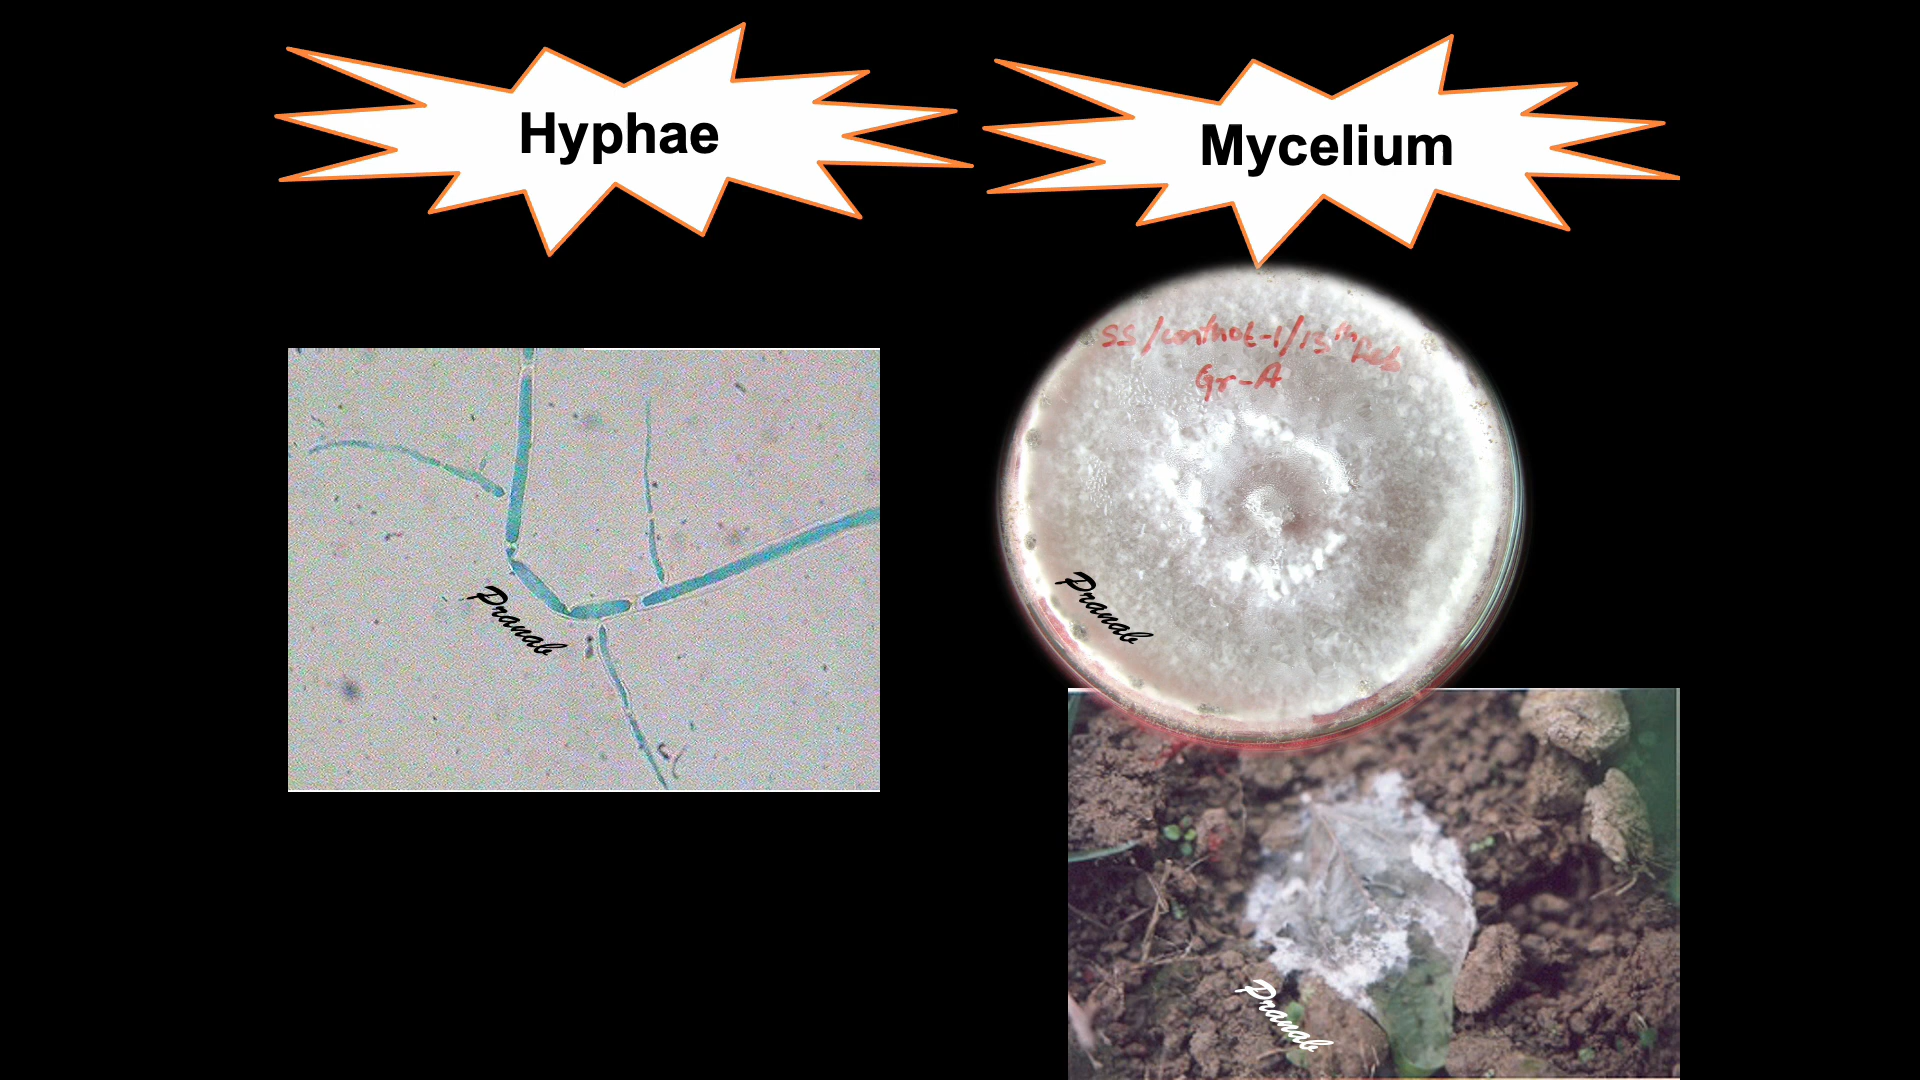 Hyphae
Mycelium
SS/control-1/13th Feb
Gr-A
Pranab
Pranab
Pranab